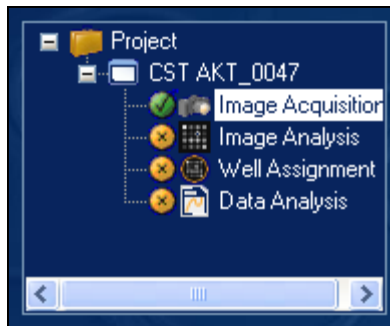 Project
CST AKT_0047
Image Acquisition
Image Analysis
Well Assignment
Data Analysis